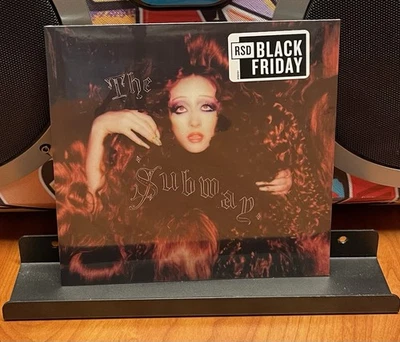 RSD BLACK
FRIDAY
The
Subway.